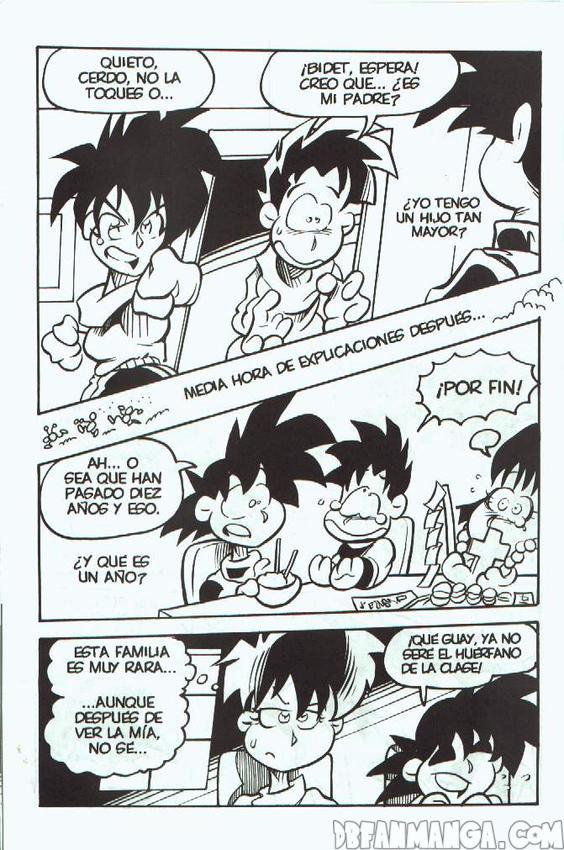 QUIETO,
CERDO, NO LA
TOQUES O...
¡BIDET, ESPERA!
CREO QUE... ¿ES
MI PADRE?
¿YO TENGO
UN HIJO TAN
MAYOR?
MEDIA HORA DE EXPLICACIONES DESPUÉS...
¡POR FIN!
AH... O
SEA QUE HAN
PASADO DIEZ
AÑOS Y ESO.
¿Y QUE ES
UN AÑO?
ESTA FAMILIA
ES MUY RARA...
...AUNQUE
DESPUÉS DE
VER LA MÍA,
NO SÉ...
¡QUE GUAY, YA NO
SERE EL HUERFANO
DE LA CLASE!
DBFANMANGA.COM